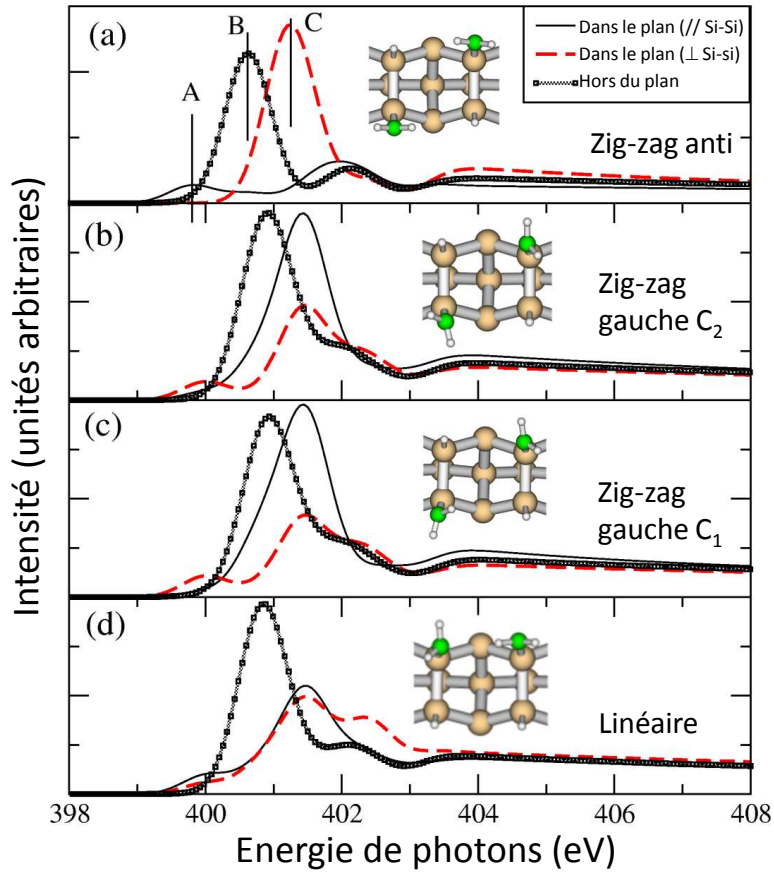 (a)
A
B
C
Dans le plan (// Si-Si)
Dans le plan (⊥ Si-si)
Hors du plan
Zig-zag anti
(b)
Zig-zag
gauche C2
(c)
Zig-zag
gauche C1
(d)
Linéaire
Intensité (unités arbitraires)
398 400 402 404 406 408
Energie de photons (eV)